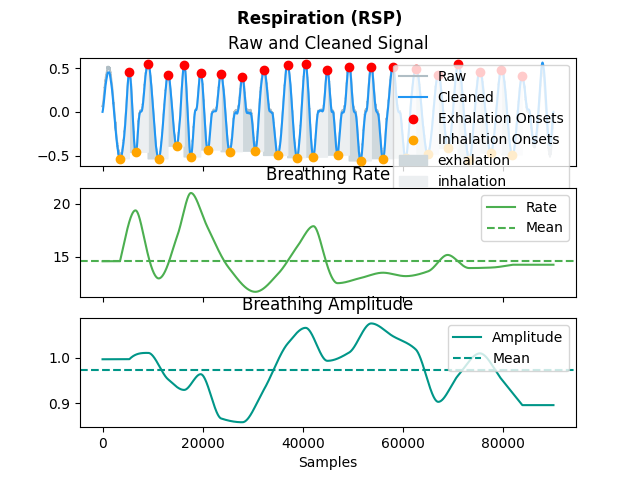 Respiration (RSP)
Raw and Cleaned Signal
0.5
0.0
−0.5
Raw
Cleaned
Exhalation Onsets
Inhalation Onsets
exhalation
inhalation
Breathing Rate
20
15
Rate
Mean
Breathing Amplitude
1.0
0.9
Amplitude
Mean
0
20000
40000
60000
80000
Samples